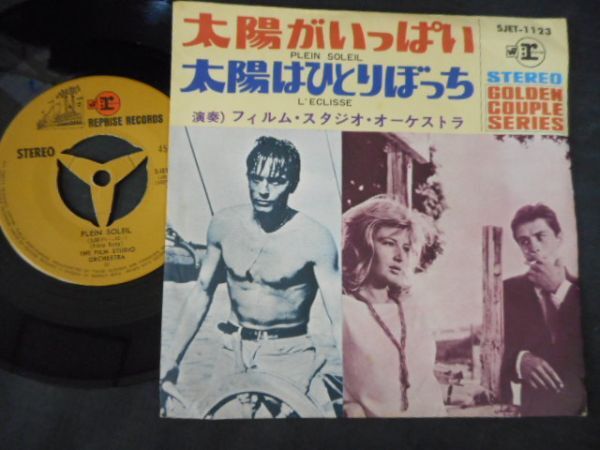 太陽がいっぱい
PLEIN SOLEIL
太陽はひとりぼっち
L'ECLISSE
演奏) フィルム・スタジオ・オーケストラ
SJET-1123
r
STEREO
GOLDEN
COUPLE
SERIES
r
REPRISE RECORDS
STEREO
45
PLEIN SOLEIL
THE FILM STUDIO
ORCHESTRA